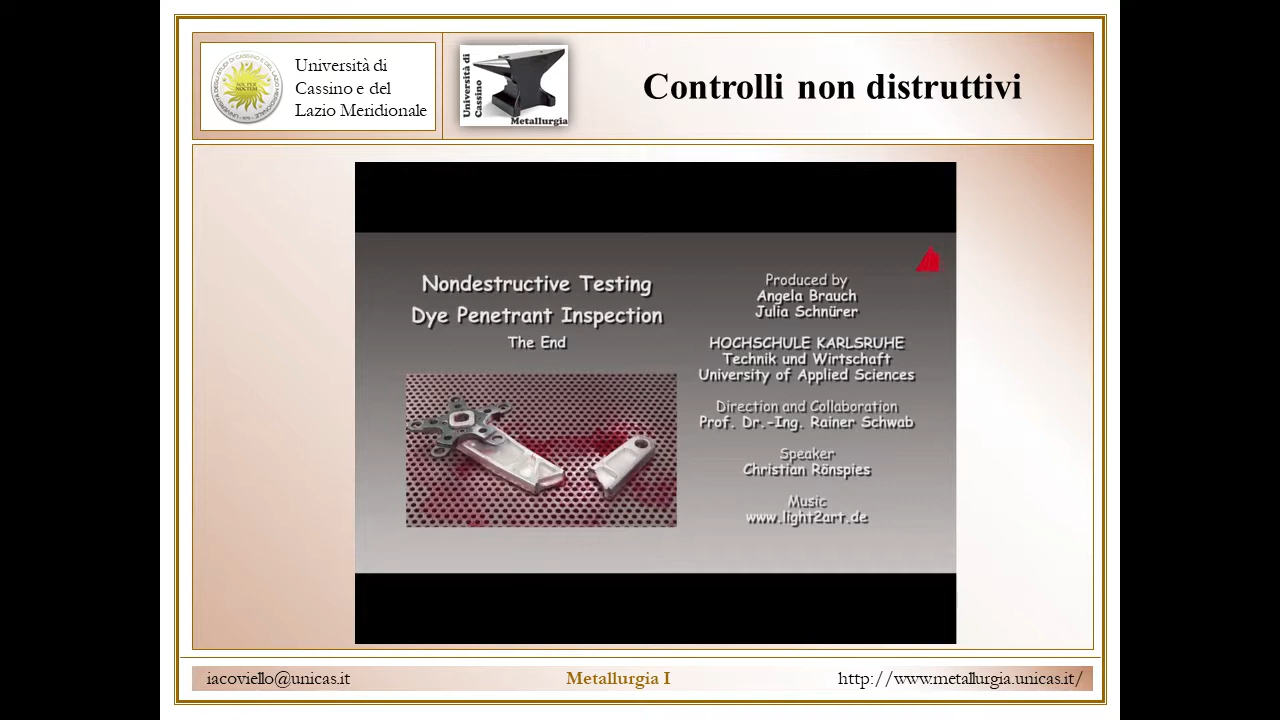 Università di
Cassino e del
Lazio Meridionale
Università di
Cassino
Metallurgia
Controlli non distruttivi
Nondestructive Testing
Dye Penetrant Inspection
The End
Produced by
Angela Brauch
Julia Schnürer
HOCHSCHULE KARLSRUHE
Technik und Wirtschaft
University of Applied Sciences
Direction and Collaboration
Prof. Dr.-Ing. Rainer Schwab
Speaker
Christian Rönspies
Music
www.light2art.de
iacoviello@unicas.it
Metallurgia I
http://www.metallurgia.unicas.it/